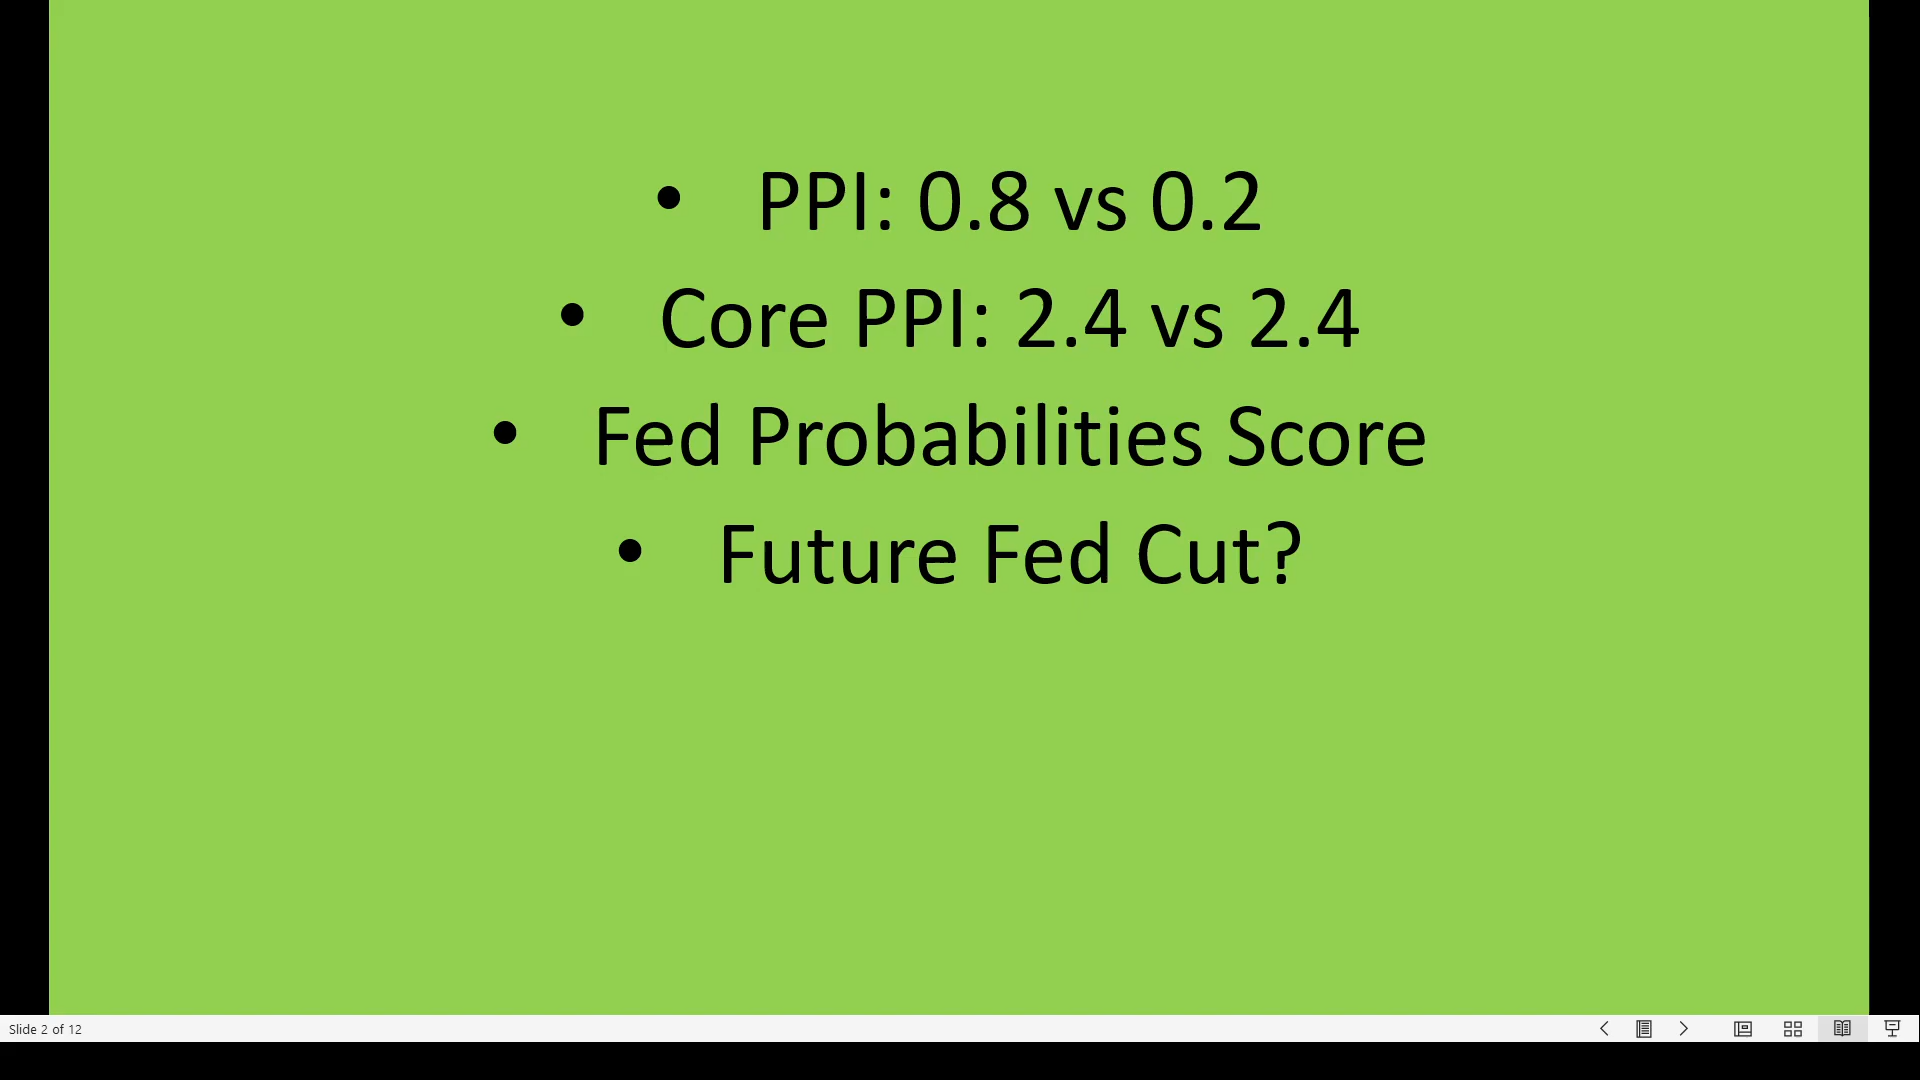 • PPI: 0.8 vs 0.2
• Core PPI: 2.4 vs 2.4
• Fed Probabilities Score
• Future Fed Cut?
Slide 2 of 12